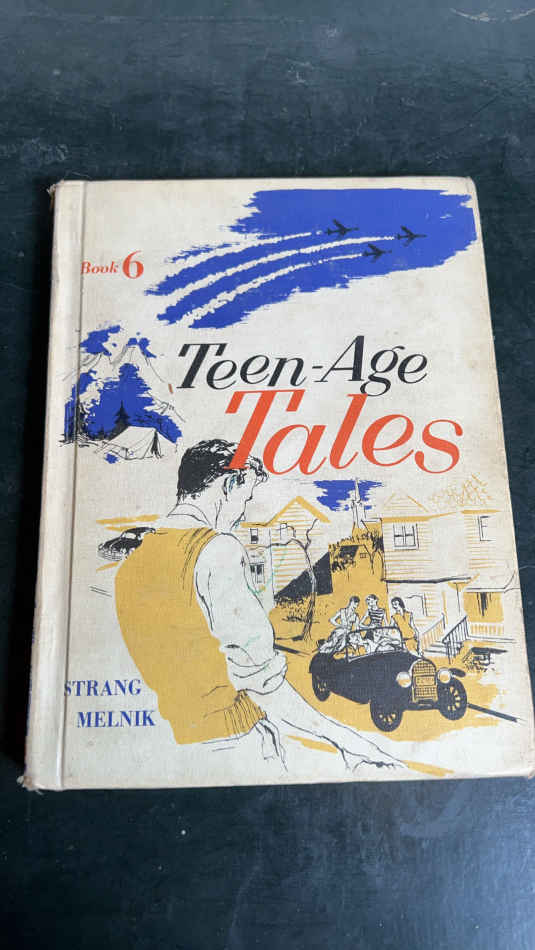 Book 6
Teen-Age
Tales
STRANG
MELNIK